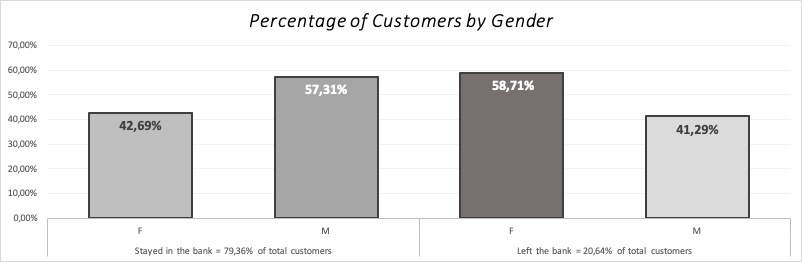 Percentage of Customers by Gender
70,00%
60,00%
50,00%
40,00%
30,00%
20,00%
10,00%
0,00%
42,69%
57,31%
58,71%
41,29%
F
M
F
M
Stayed in the bank = 79,36% of total customers
Left the bank = 20,64% of total customers